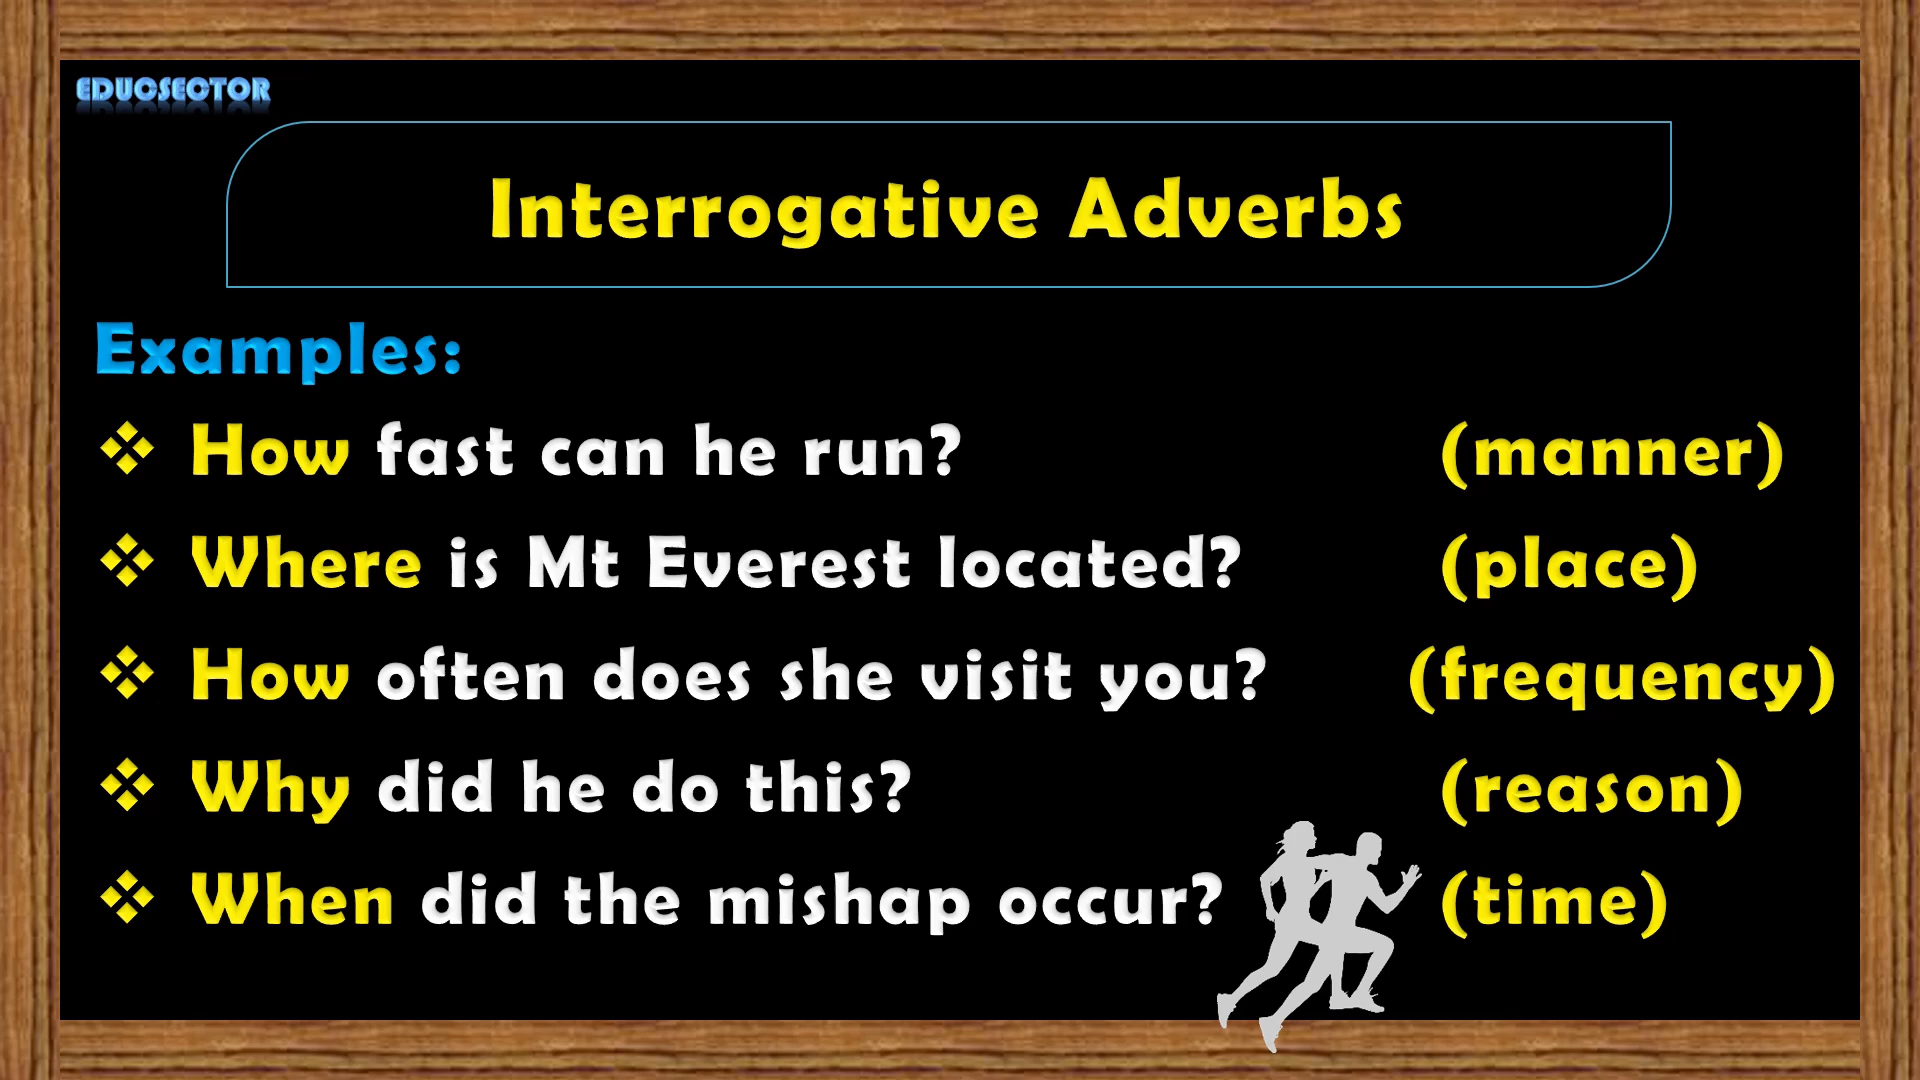 EDUCSECTOR
Interrogative Adverbs
Examples:
❖ How fast can he run? (manner)
❖ Where is Mt Everest located? (place)
❖ How often does she visit you? (frequency)
❖ Why did he do this? (reason)
❖ When did the mishap occur? (time)